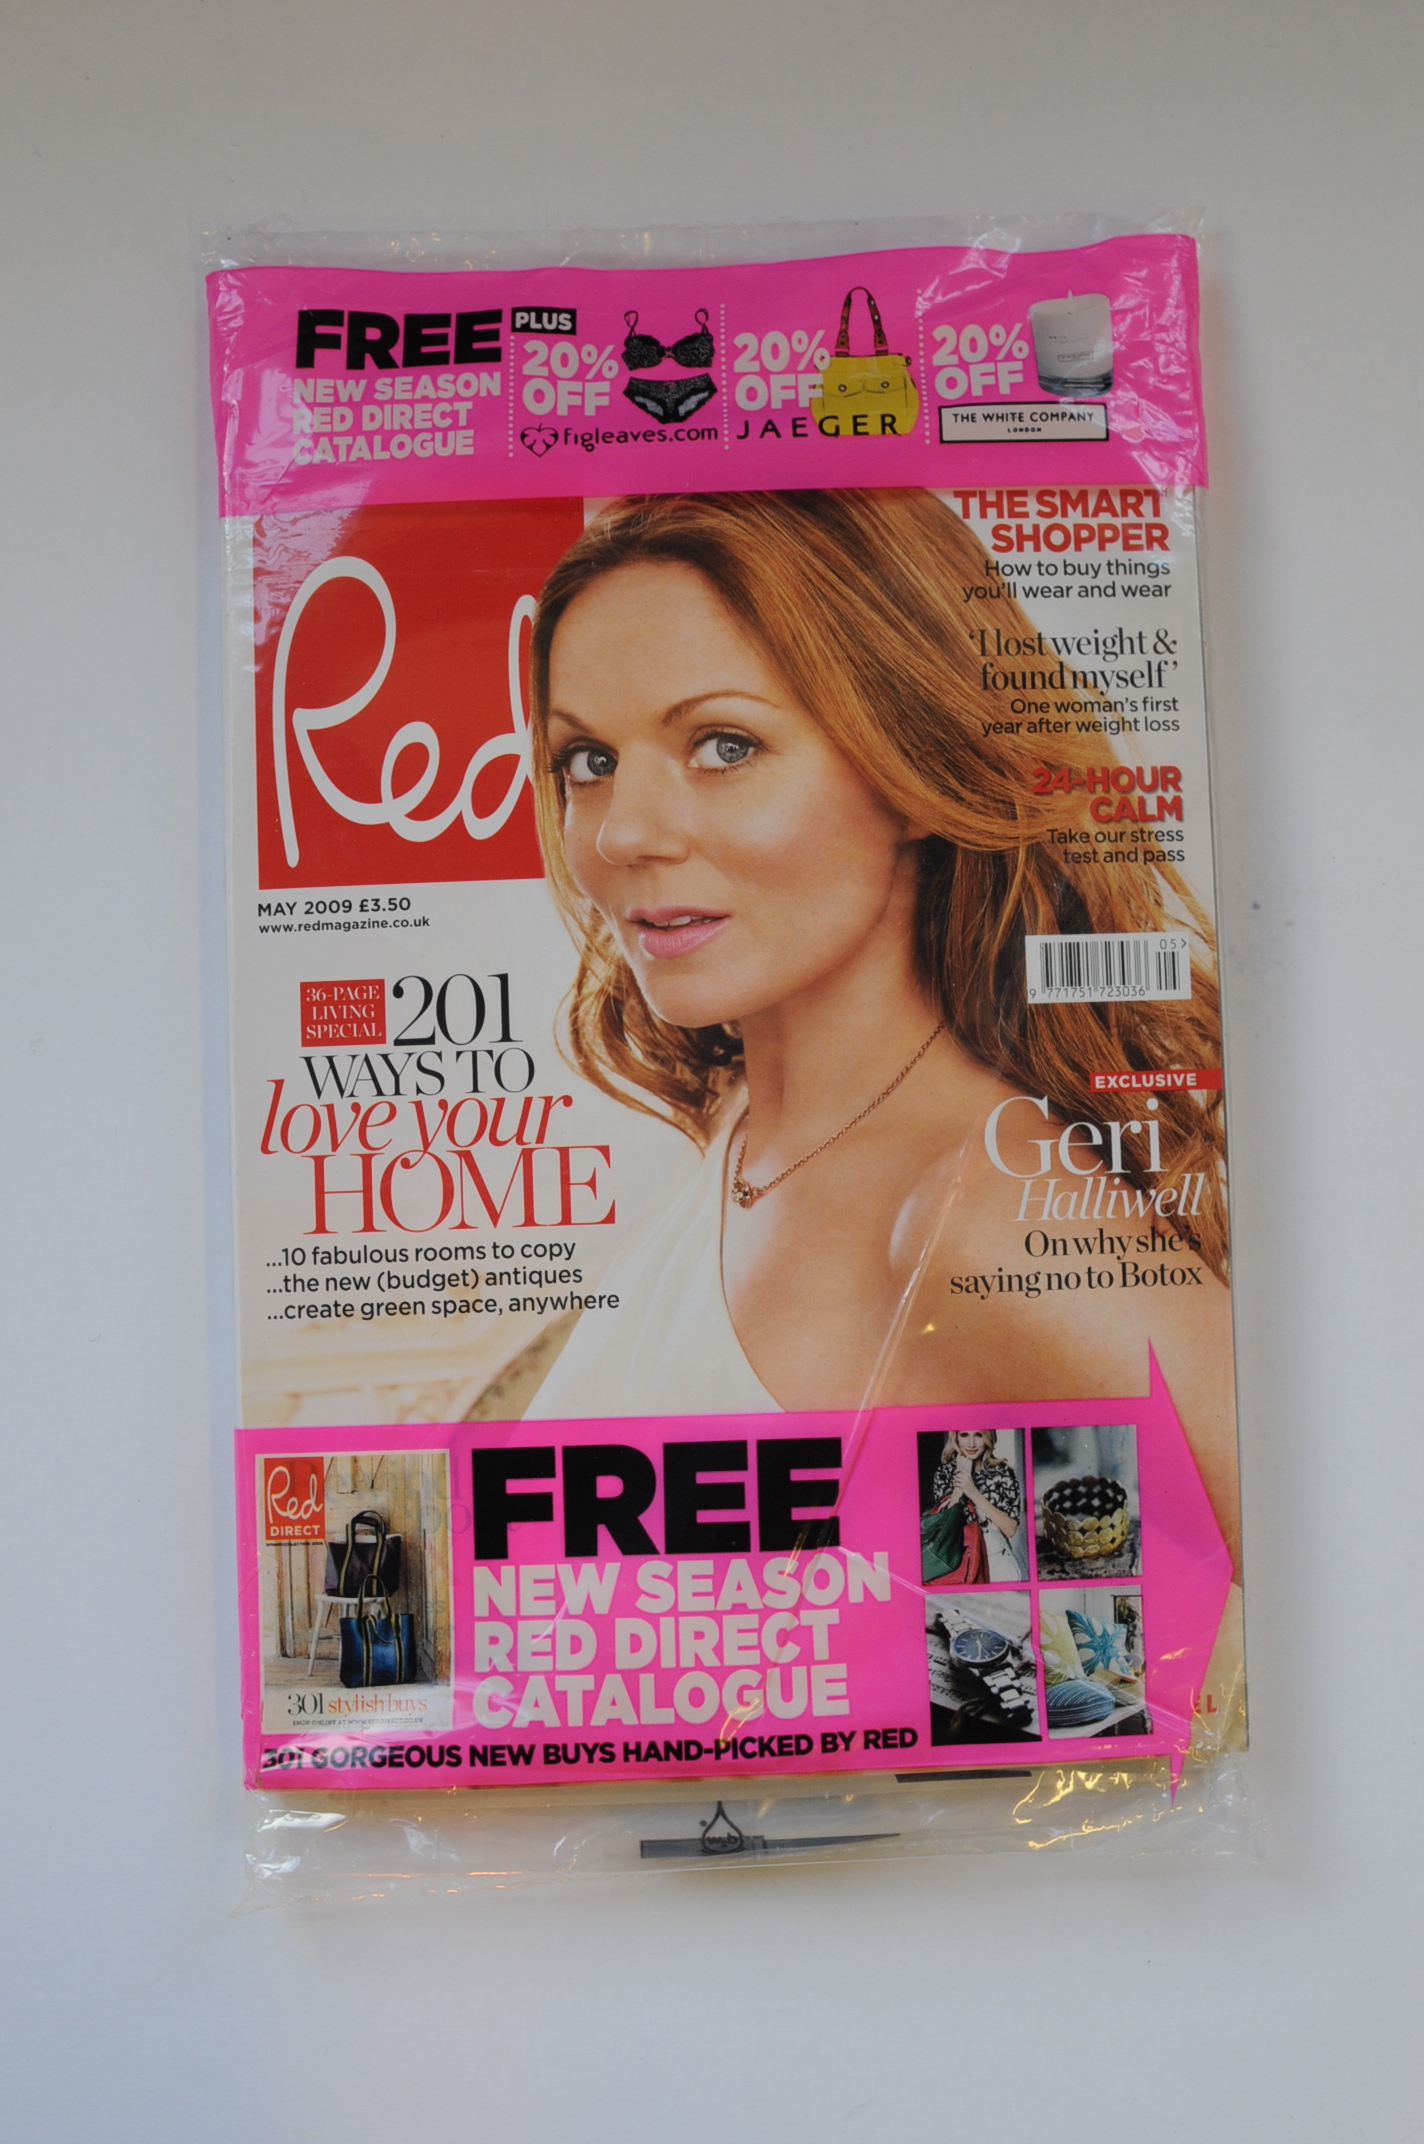 FREE
NEW SEASON
RED DIRECT
CATALOGUE
PLUS
20%
OFF
figleaves.com
20%
OFF
JAEGER
20%
OFF
THE WHITE COMPANY
LONDON
Red
MAY 2009 £3.50
www.redmagazine.co.uk
THE SMART
SHOPPER
How to buy things
you'll wear and wear
'I lost weight &
found myself'
One woman's first
year after weight loss
24-HOUR
CALM
Take our stress
test and pass
05>
9 771751 723036
36-PAGE
LIVING
SPECIAL
201
WAYS TO
love your
HOME
...10 fabulous rooms to copy
...the new (budget) antiques
...create green space, anywhere
EXCLUSIVE
Geri
Halliwell
On why she's
saying no to Botox
Red
DIRECT
301 stylish buys
FREE
NEW SEASON
RED DIRECT
CATALOGUE
301 GORGEOUS NEW BUYS HAND-PICKED BY RED
EL